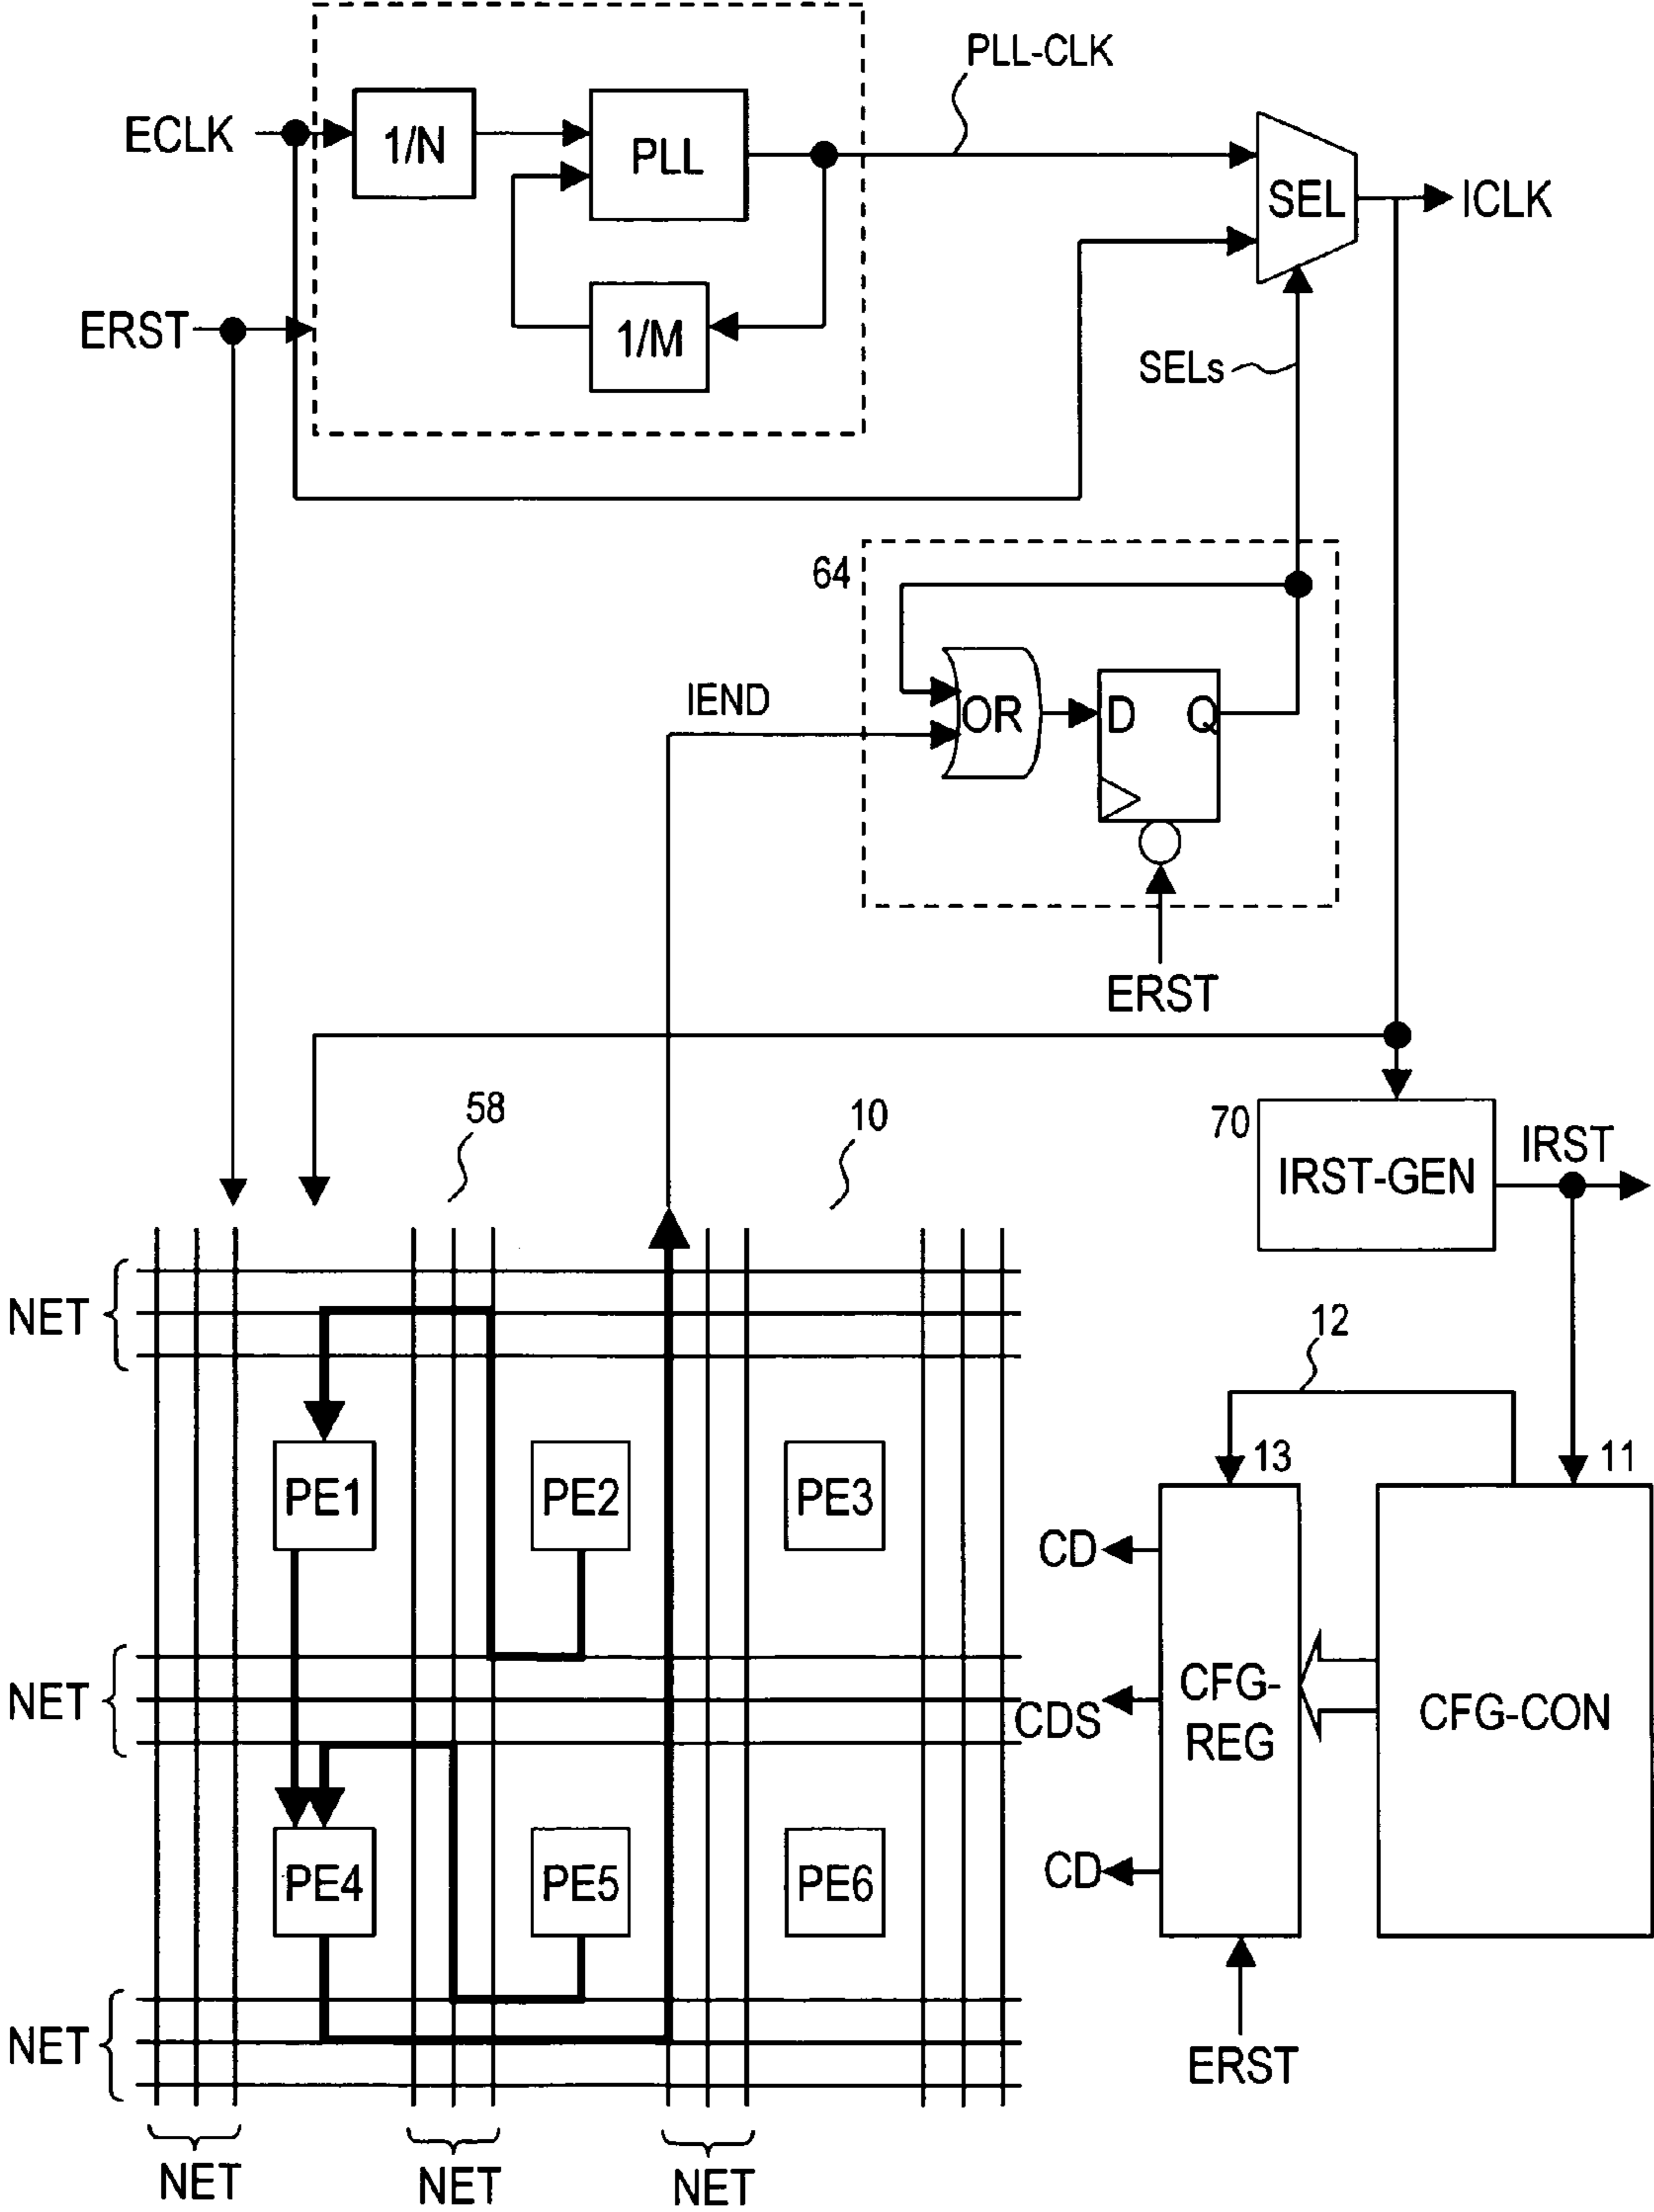 PLL-CLK
ECLK
1/N
PLL
SEL
ICLK
ERST
1/M
SELs
64
IEND
OR
D
Q
ERST
58
10
70
IRST-GEN
IRST
NET
12
13
11
PE1
PE2
PE3
CD
NET
CDS
CFG-
REG
CFG-CON
PE4
PE5
PE6
CD
NET
ERST
NET
NET
NET